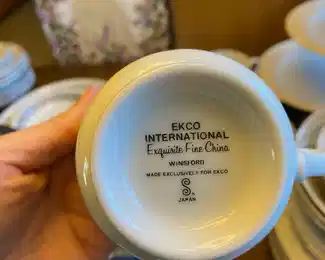 EKCO
INTERNATIONAL
Exquisite Fine China
WINSFORD
MADE EXCLUSIVELY FOR EKCO
S
JAPAN